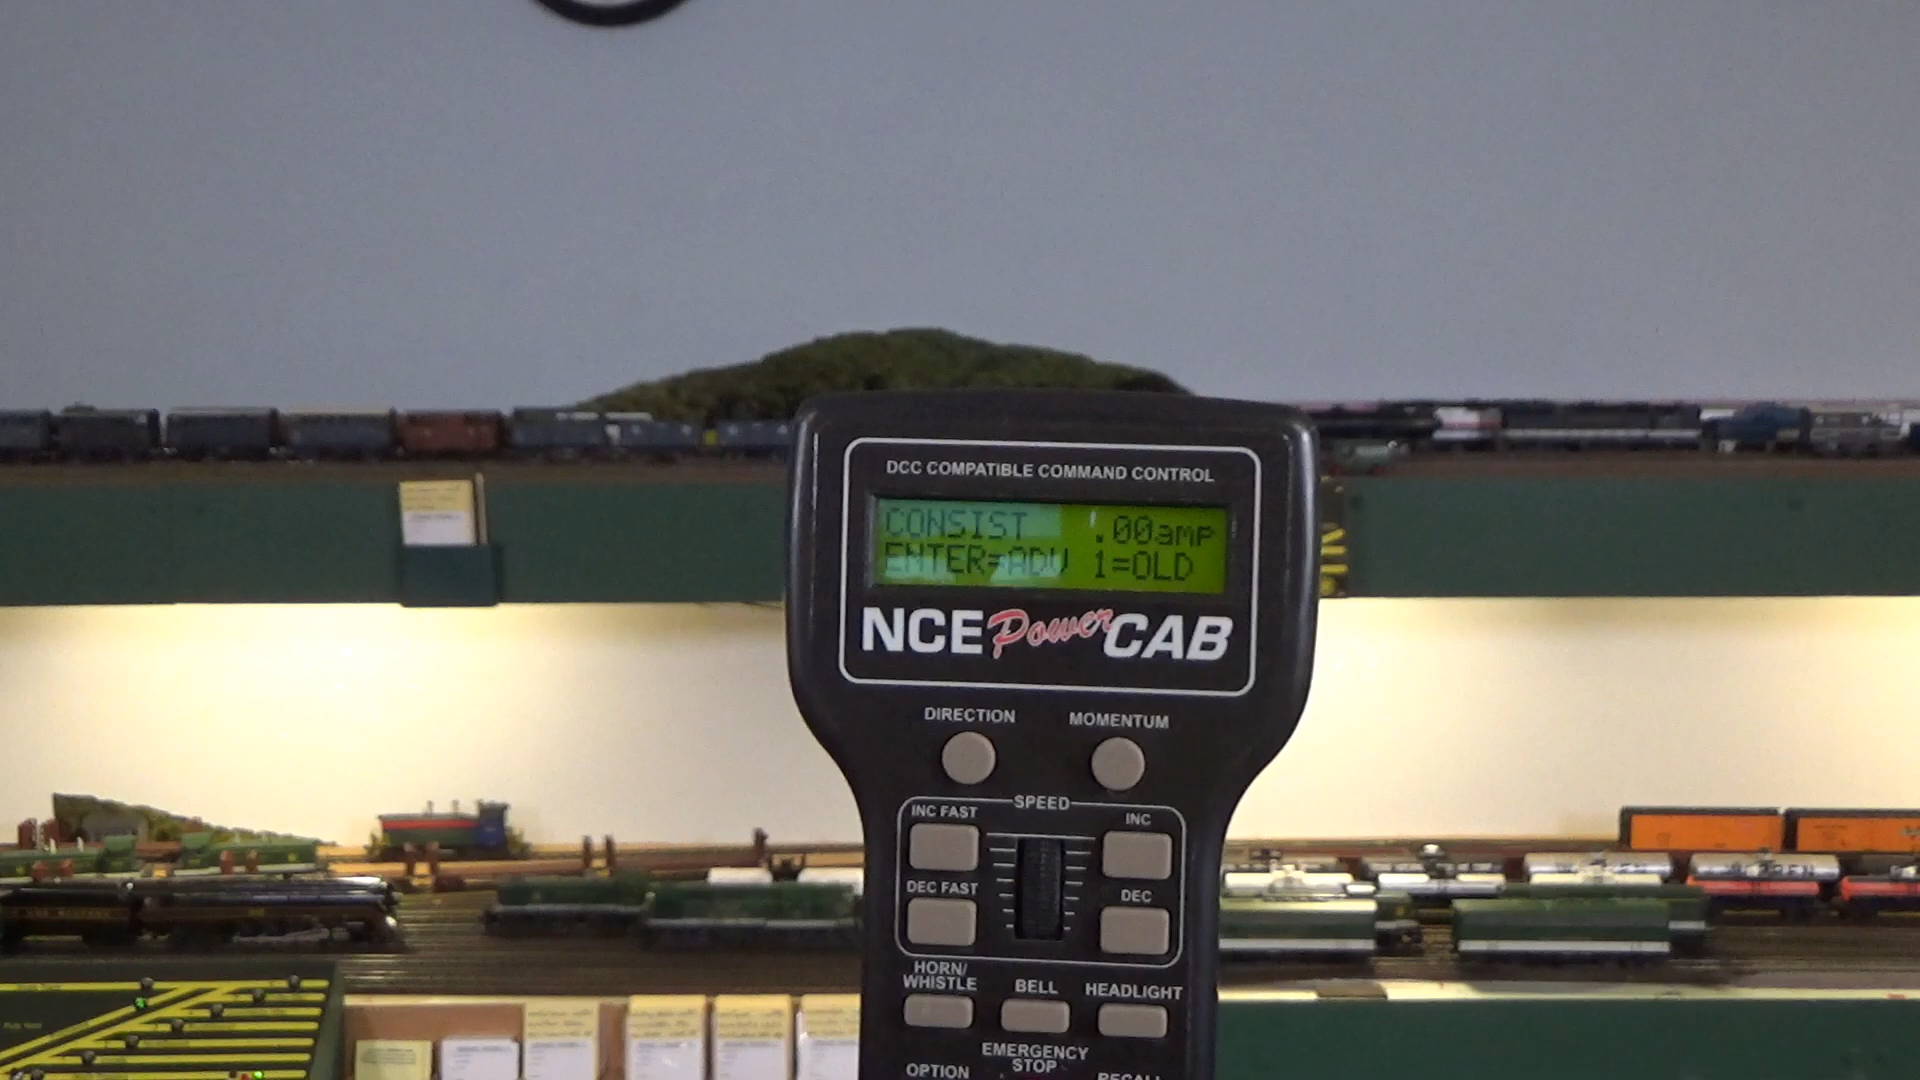 DCC COMPATIBLE COMMAND CONTROL
CONSIST .00amp
ENTER=ADV 1=OLD
NCE Power CAB
DIRECTION MOMENTUM
SPEED
INC FAST INC
DEC FAST DEC
HORN/
WHISTLE BELL HEADLIGHT
EMERGENCY
STOP
OPTION RECALL